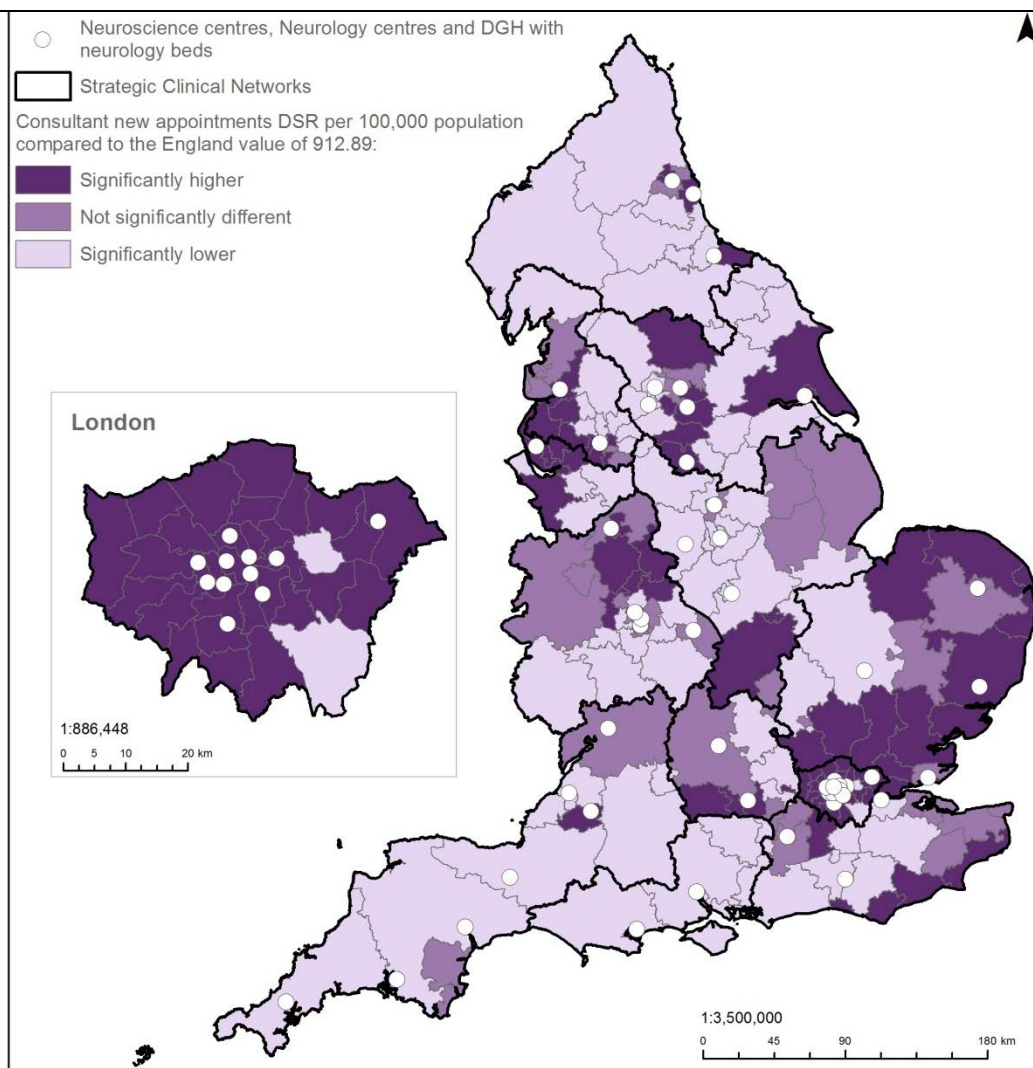 Neuroscience centres, Neurology centres and DGH with
neurology beds
Strategic Clinical Networks
Consultant new appointments DSR per 100,000 population
compared to the England value of 912.89:
Significantly higher
Not significantly different
Significantly lower
London
1:886,448
0 5 10 20 km
1:3,500,000
0 45 90 180 km